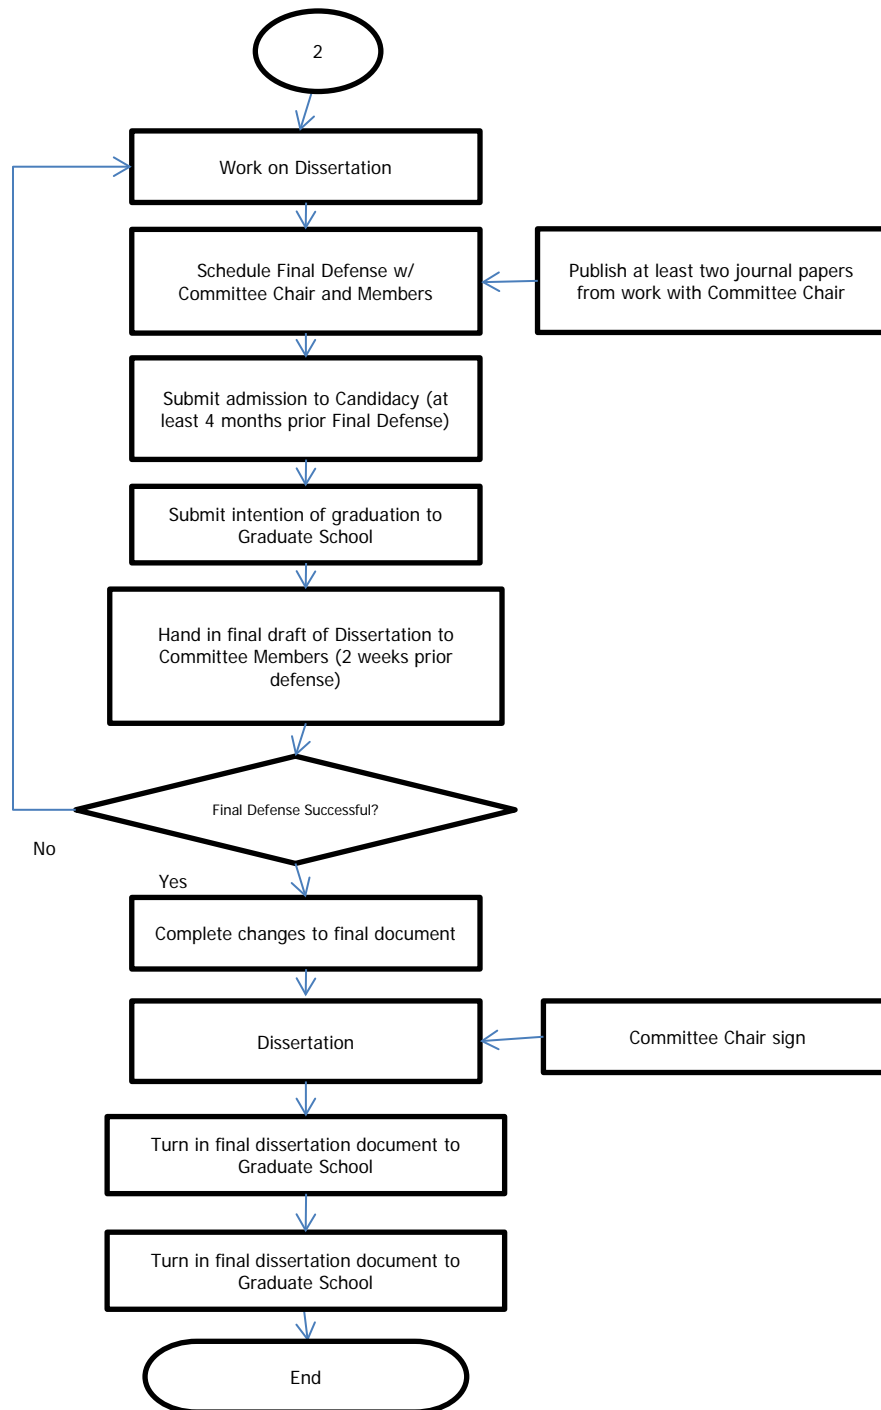 2
Work on Dissertation
Schedule Final Defense w/
Committee Chair and Members
Publish at least two journal papers
from work with Committee Chair
Submit admission to Candidacy (at
least 4 months prior Final Defense)
Submit intention of graduation to
Graduate School
Hand in final draft of Dissertation to
Committee Members (2 weeks prior
defense)
Final Defense Successful?
No
Yes
Complete changes to final document
Dissertation
Committee Chair sign
Turn in final dissertation document to
Graduate School
Turn in final dissertation document to
Graduate School
End